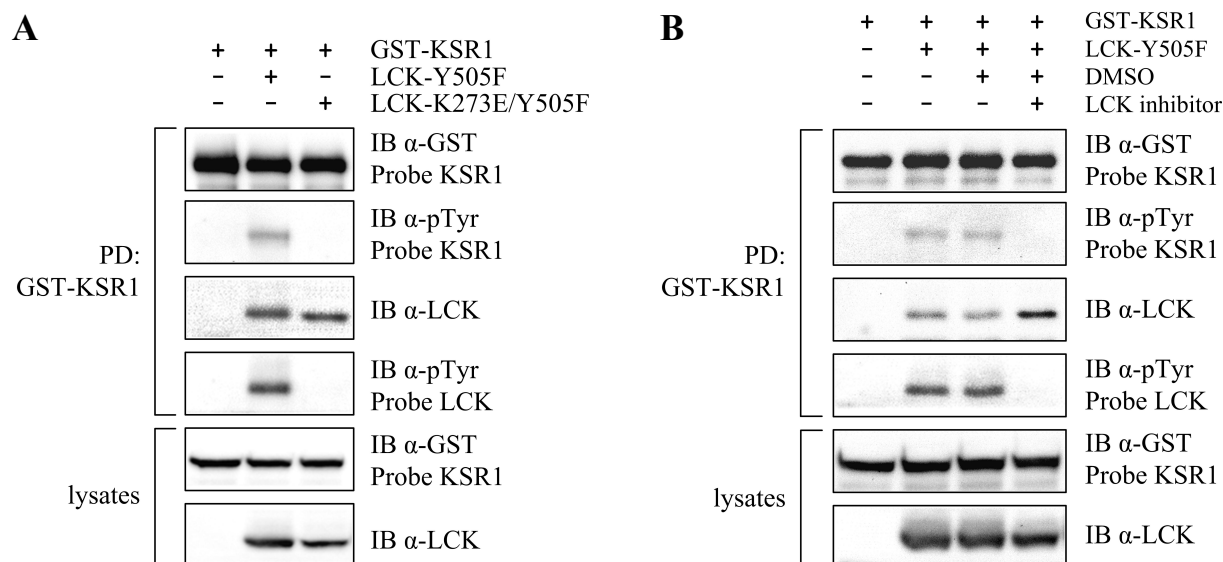 A
+ + + GST-KSR1
– + – LCK-Y505F
– – + LCK-K273E/Y505F
PD:
GST-KSR1
IB α-GST
Probe KSR1
IB α-pTyr
Probe KSR1
IB α-LCK
IB α-pTyr
Probe LCK
lysates
IB α-GST
Probe KSR1
IB α-LCK
B
+ + + + GST-KSR1
– + + + LCK-Y505F
– – + + DMSO
– – – + LCK inhibitor
PD:
GST-KSR1
IB α-GST
Probe KSR1
IB α-pTyr
Probe KSR1
IB α-LCK
IB α-pTyr
Probe LCK
lysates
IB α-GST
Probe KSR1
IB α-LCK